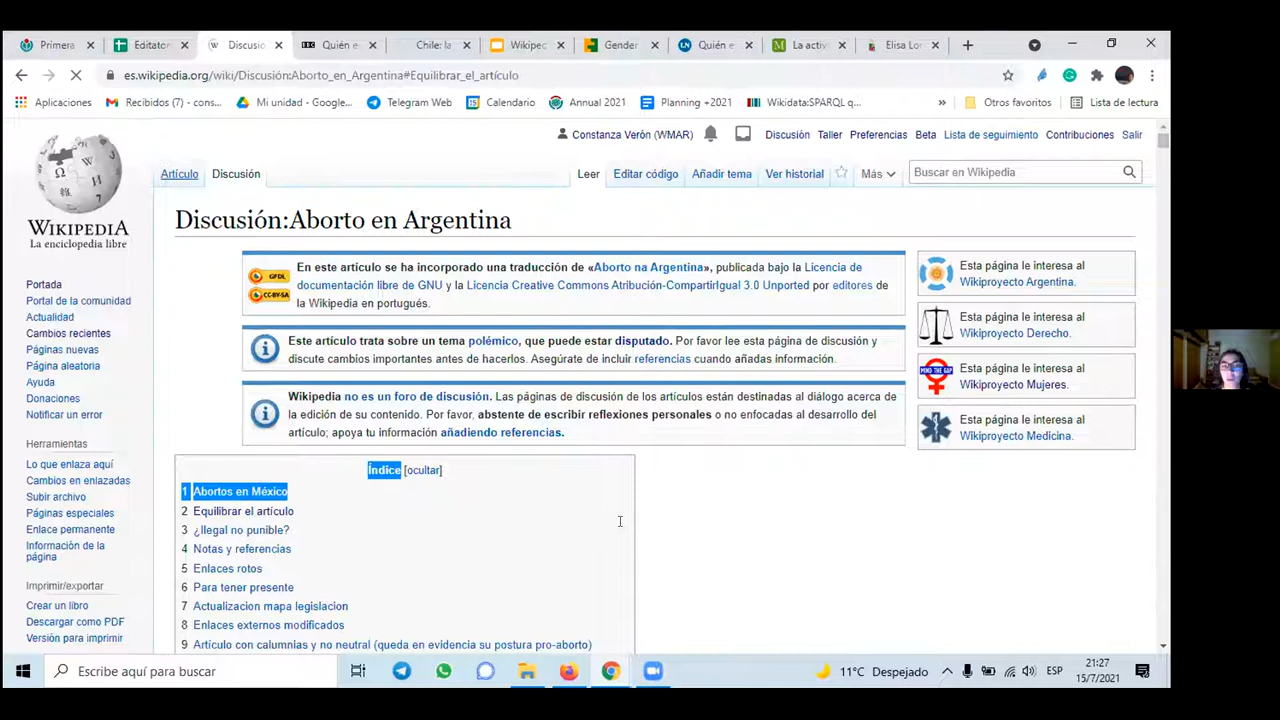 Primera
Editator
Discusió
Quién e
Chile: la
Wikipec
Gender
Quién e
La activ
Elisa Lor
es.wikipedia.org/wiki/Discusión:Aborto_en_Argentina#Equilibrar_el_artículo
Aplicaciones
Recibidos (7) - cons...
Mi unidad - Google...
Telegram Web
Calendario
Annual 2021
Planning +2021
Wikidata:SPARQL q...
»
Otros favoritos
Lista de lectura
Constanza Verón (WMAR)
Discusión
Taller
Preferencias
Beta
Lista de seguimiento
Contribuciones
Salir
Artículo
Discusión
Leer
Editar código
Añadir tema
Ver historial
Más
Buscar en Wikipedia
WIKIPEDIA
La enciclopedia libre
Portada
Portal de la comunidad
Actualidad
Cambios recientes
Páginas nuevas
Página aleatoria
Ayuda
Donaciones
Notificar un error
Herramientas
Lo que enlaza aquí
Cambios en enlazadas
Subir archivo
Páginas especiales
Enlace permanente
Información de la
página
Imprimir/exportar
Crear un libro
Descargar como PDF
Versión para imprimir
Discusión:Aborto en Argentina
GFDL
CC-BY-SA
En este artículo se ha incorporado una traducción de «Aborto na Argentina», publicada bajo la Licencia de
documentación libre de GNU y la Licencia Creative Commons Atribución-CompartirIgual 3.0 Unported por editores de
la Wikipedia en portugués.
Este artículo trata sobre un tema polémico, que puede estar disputado. Por favor lee esta página de discusión y
discute cambios importantes antes de hacerlos. Asegúrate de incluir referencias cuando añadas información.
Wikipedia no es un foro de discusión. Las páginas de discusión de los artículos están destinadas al diálogo acerca de
la edición de su contenido. Por favor, abstente de escribir reflexiones personales o no enfocadas al desarrollo del
artículo; apoya tu información añadiendo referencias.
Esta página le interesa al
Wikiproyecto Argentina.
Esta página le interesa al
Wikiproyecto Derecho.
MIND THE GAP
Esta página le interesa al
Wikiproyecto Mujeres.
Esta página le interesa al
Wikiproyecto Medicina.
Índice [ocultar]
1 Abortos en México
2 Equilibrar el artículo
3 ¿Ilegal no punible?
4 Notas y referencias
5 Enlaces rotos
6 Para tener presente
7 Actualizacion mapa legislacion
8 Enlaces externos modificados
9 Artículo con calumnias y no neutral (queda en evidencia su postura pro-aborto)
Escribe aquí para buscar
11°C Despejado
ESP
21:27
15/7/2021